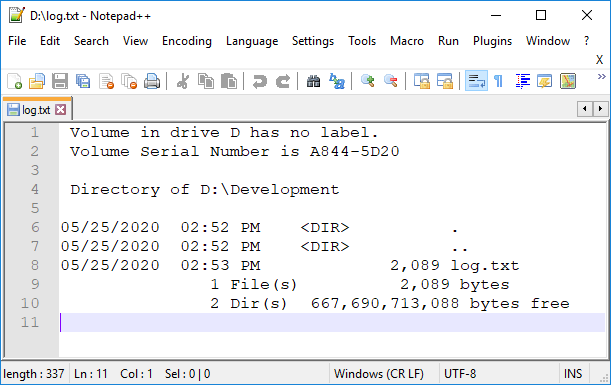 D:\log.txt - Notepad++
File Edit Search View Encoding Language Settings Tools Macro Run Plugins Window ?
X
log.txt
1 Volume in drive D has no label.
2 Volume Serial Number is A844-5D20
3
4 Directory of D:\Development
5
6 05/25/2020 02:52 PM <DIR> .
7 05/25/2020 02:52 PM <DIR> ..
8 05/25/2020 02:53 PM 2,089 log.txt
9 1 File(s) 2,089 bytes
10 2 Dir(s) 667,690,713,088 bytes free
11
length : 337 Ln : 11 Col : 1 Sel : 0 | 0 Windows (CR LF) UTF-8 INS